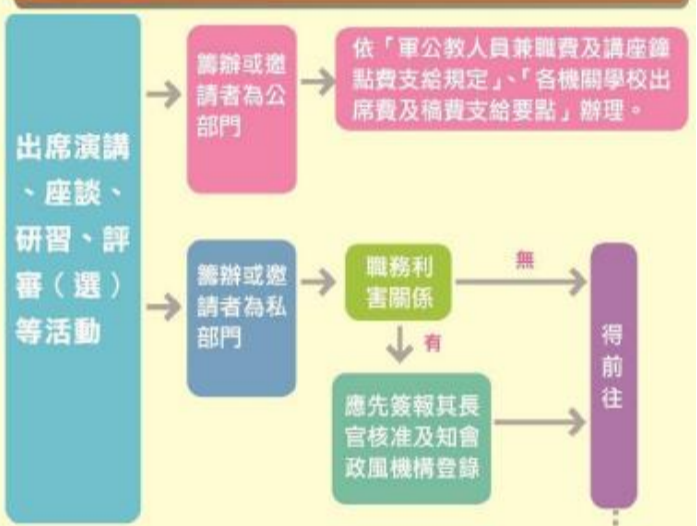 出席演講
、座談、
研習、評
審（選）
等活動
籌辦或邀
請者為公
部門
依「軍公教人員兼職費及講座鐘
點費支給規定」、「各機關學校出
席費及稿費支給要點」辦理。
籌辦或邀
請者為私
部門
職務利
害關係
無
有
應先簽報其長
官核准及知會
政風機構登錄
得前往